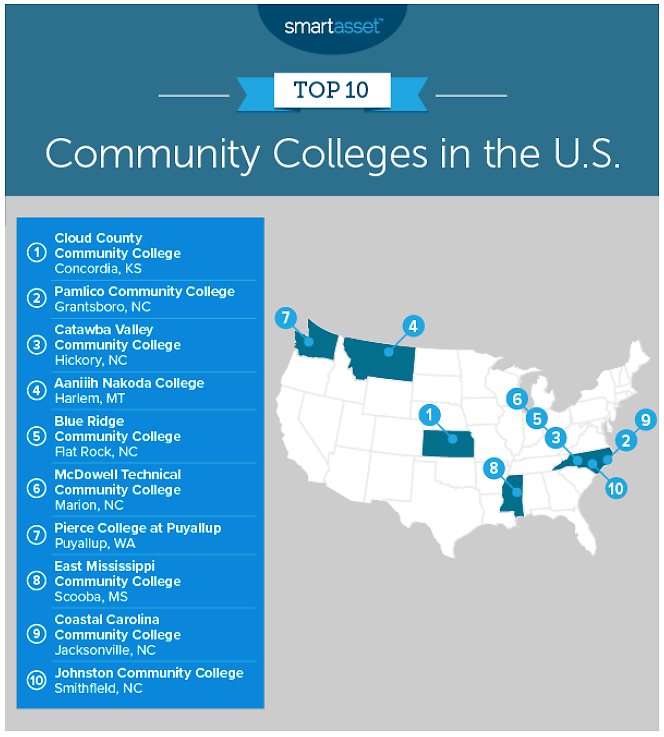 smartasset™
TOP 10
Community Colleges in the U.S.
1
Cloud County
Community College
Concordia, KS
2
Pamlico Community College
Grantsboro, NC
3
Catawba Valley
Community College
Hickory, NC
4
Aaniiih Nakoda College
Harlem, MT
5
Blue Ridge
Community College
Flat Rock, NC
6
McDowell Technical
Community College
Marion, NC
7
Pierce College at Puyallup
Puyallup, WA
8
East Mississippi
Community College
Scooba, MS
9
Coastal Carolina
Community College
Jacksonville, NC
10
Johnston Community College
Smithfield, NC
7
4
1
6
5
3
9
2
8
10